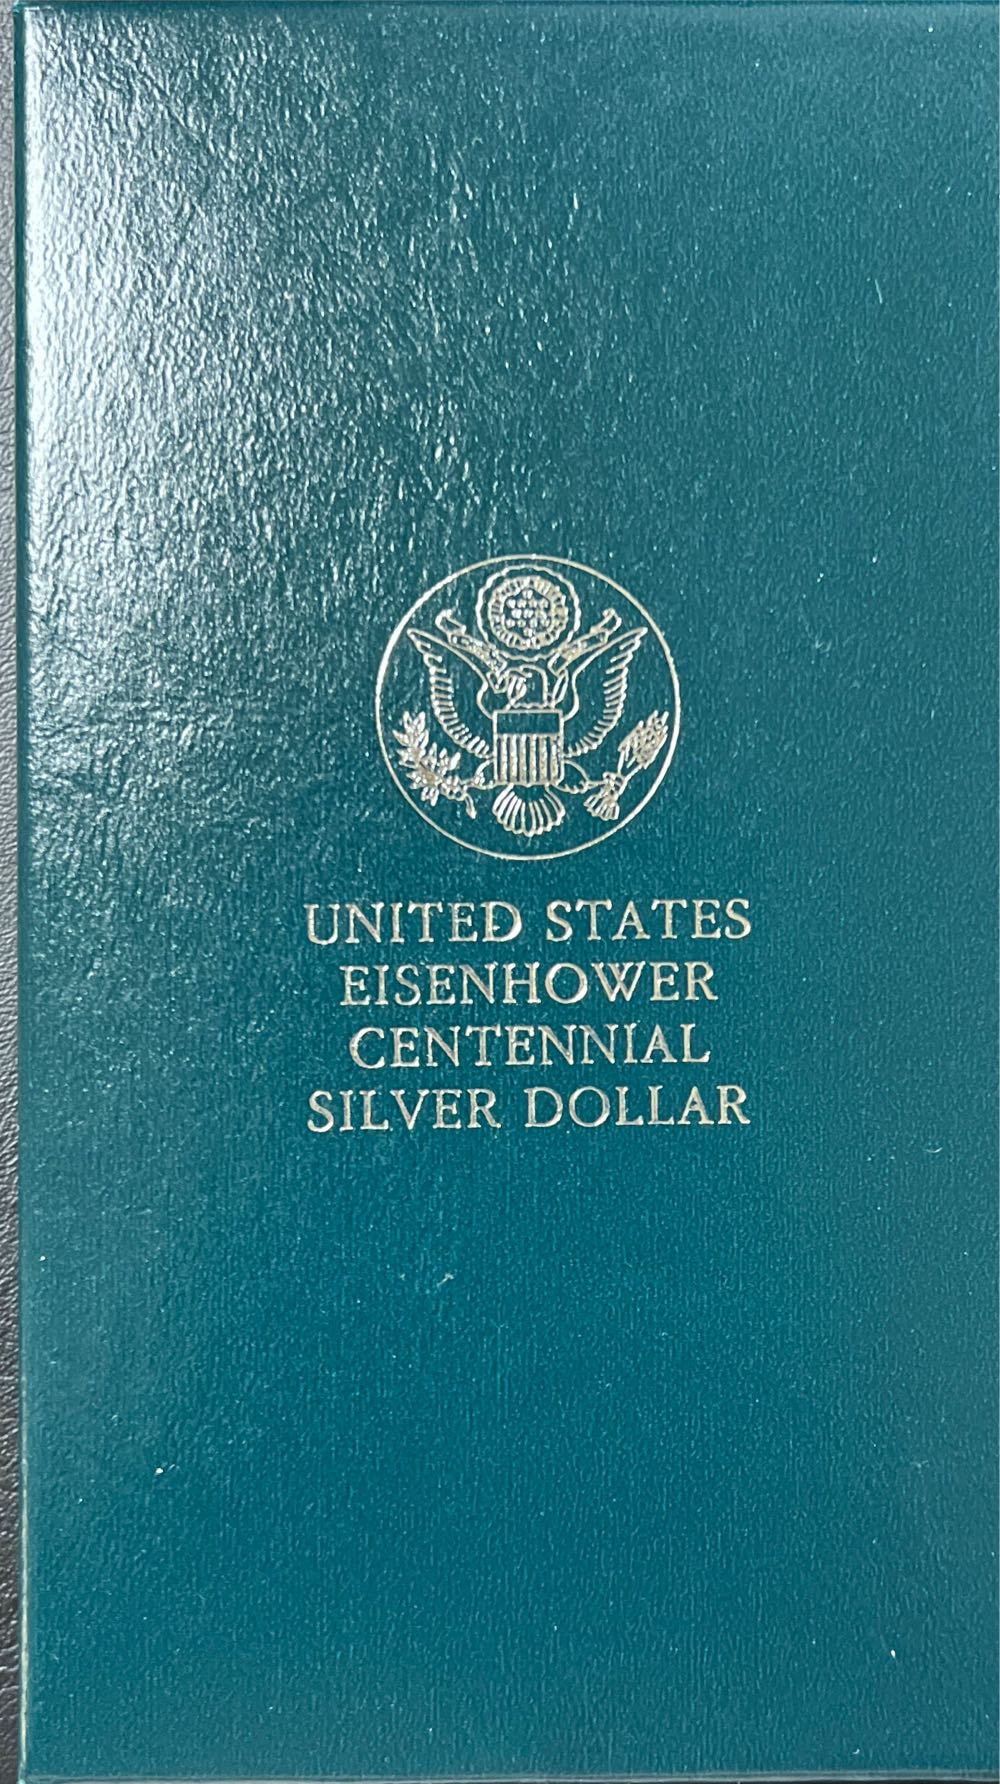 UNITED STATES
EISENHOWER
CENTENNIAL
SILVER DOLLAR